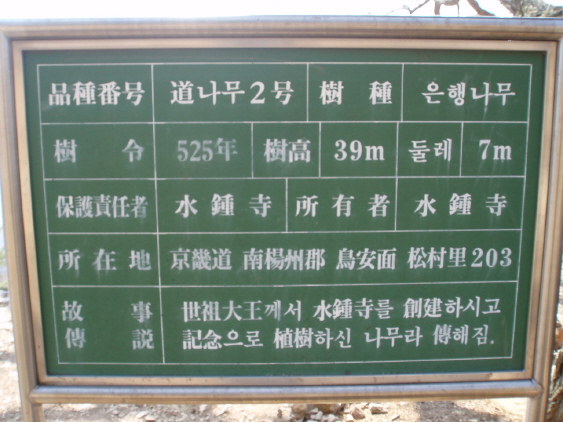 品種番号 道나무2号 樹種 은행나무
樹令 525年 樹高 39m 둘레 7m
保護責任者 水鍾寺 所有者 水鍾寺
所在地 京畿道 南楊州郡 鳥安面 松村里203
故事 世祖大王께서 水鍾寺를 創建하시고
傳説 記念으로 植樹하신 나무라 傳해짐.